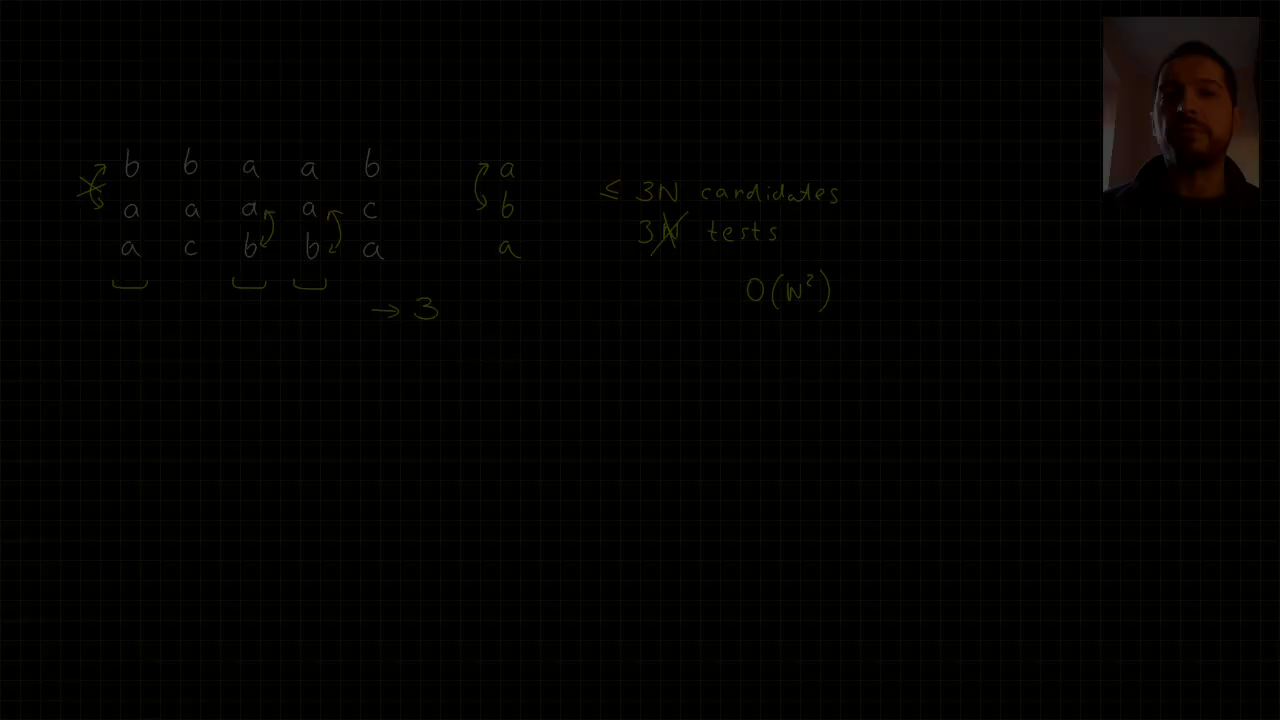 b b a a b
a a a a c
a c b b a
→ 3
a
b
a
≤ 3N candidates
3N tests
O(N²)